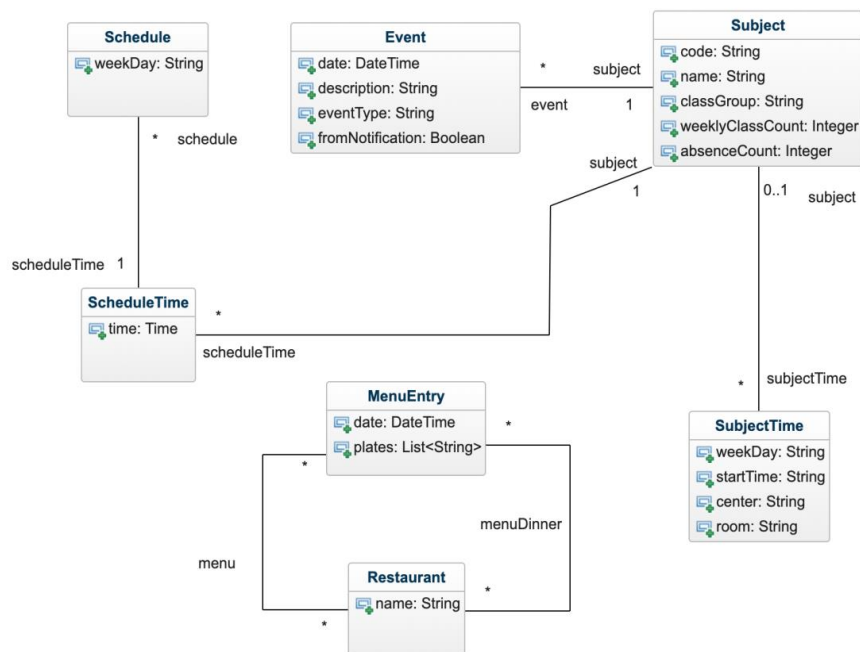 Schedule
weekDay: String
Event
date: DateTime
description: String
eventType: String
fromNotification: Boolean
Subject
code: String
name: String
classGroup: String
weeklyClassCount: Integer
absenceCount: Integer
* subject
event 1
* schedule
subject
1
0..1 subject
scheduleTime 1
ScheduleTime
time: Time
*
scheduleTime
MenuEntry
date: DateTime
plates: List<String>
*
*
* subjectTime
SubjectTime
weekDay: String
startTime: String
center: String
room: String
menuDinner
menu
Restaurant
name: String
*
*